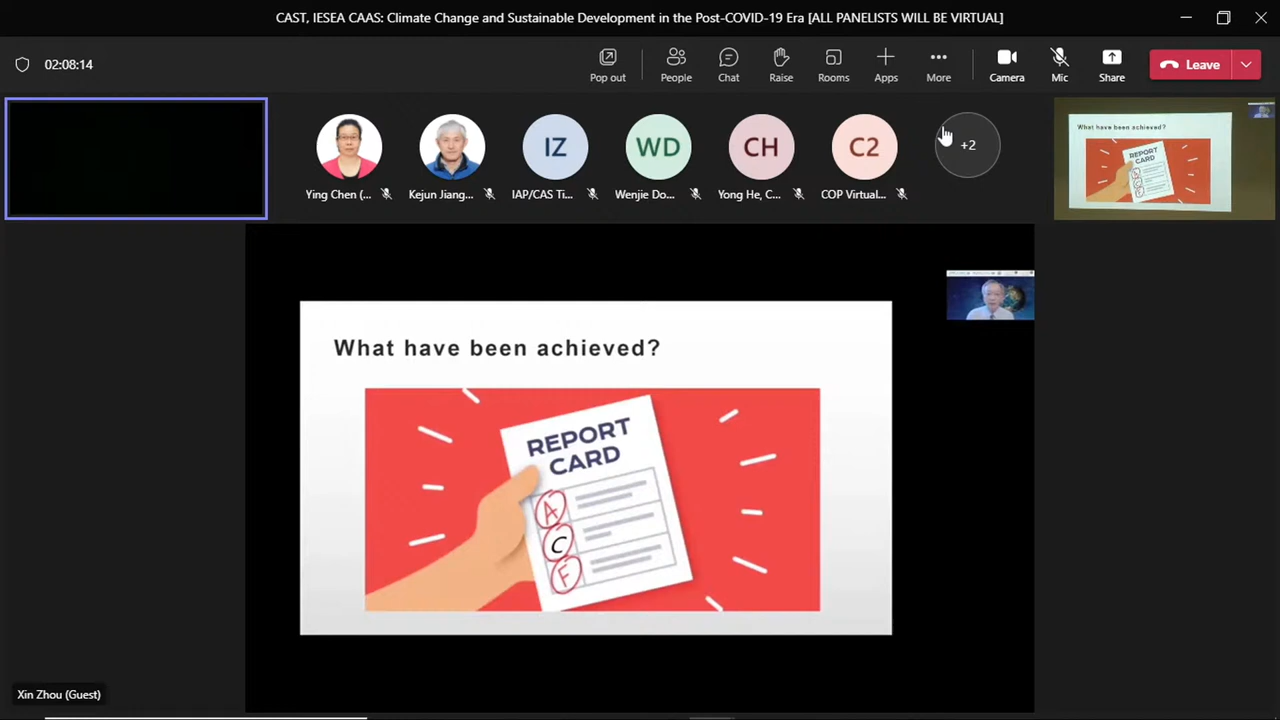 CAST, IESEA CAAS: Climate Change and Sustainable Development in the Post-COVID-19 Era [ALL PANELISTS WILL BE VIRTUAL]
02:08:14
Pop out
People
Chat
Raise
Rooms
Apps
More
Camera
Mic
Share
Leave
IZ
WD
CH
C2
+2
Ying Chen (...
Kejun Jiang...
IAP/CAS Ti...
Wenjie Do...
Yong He, C...
COP Virtual...
What have been achieved?
REPORT
CARD
A
C
F
What have been achieved?
REPORT
CARD
A
C
F
Xin Zhou (Guest)